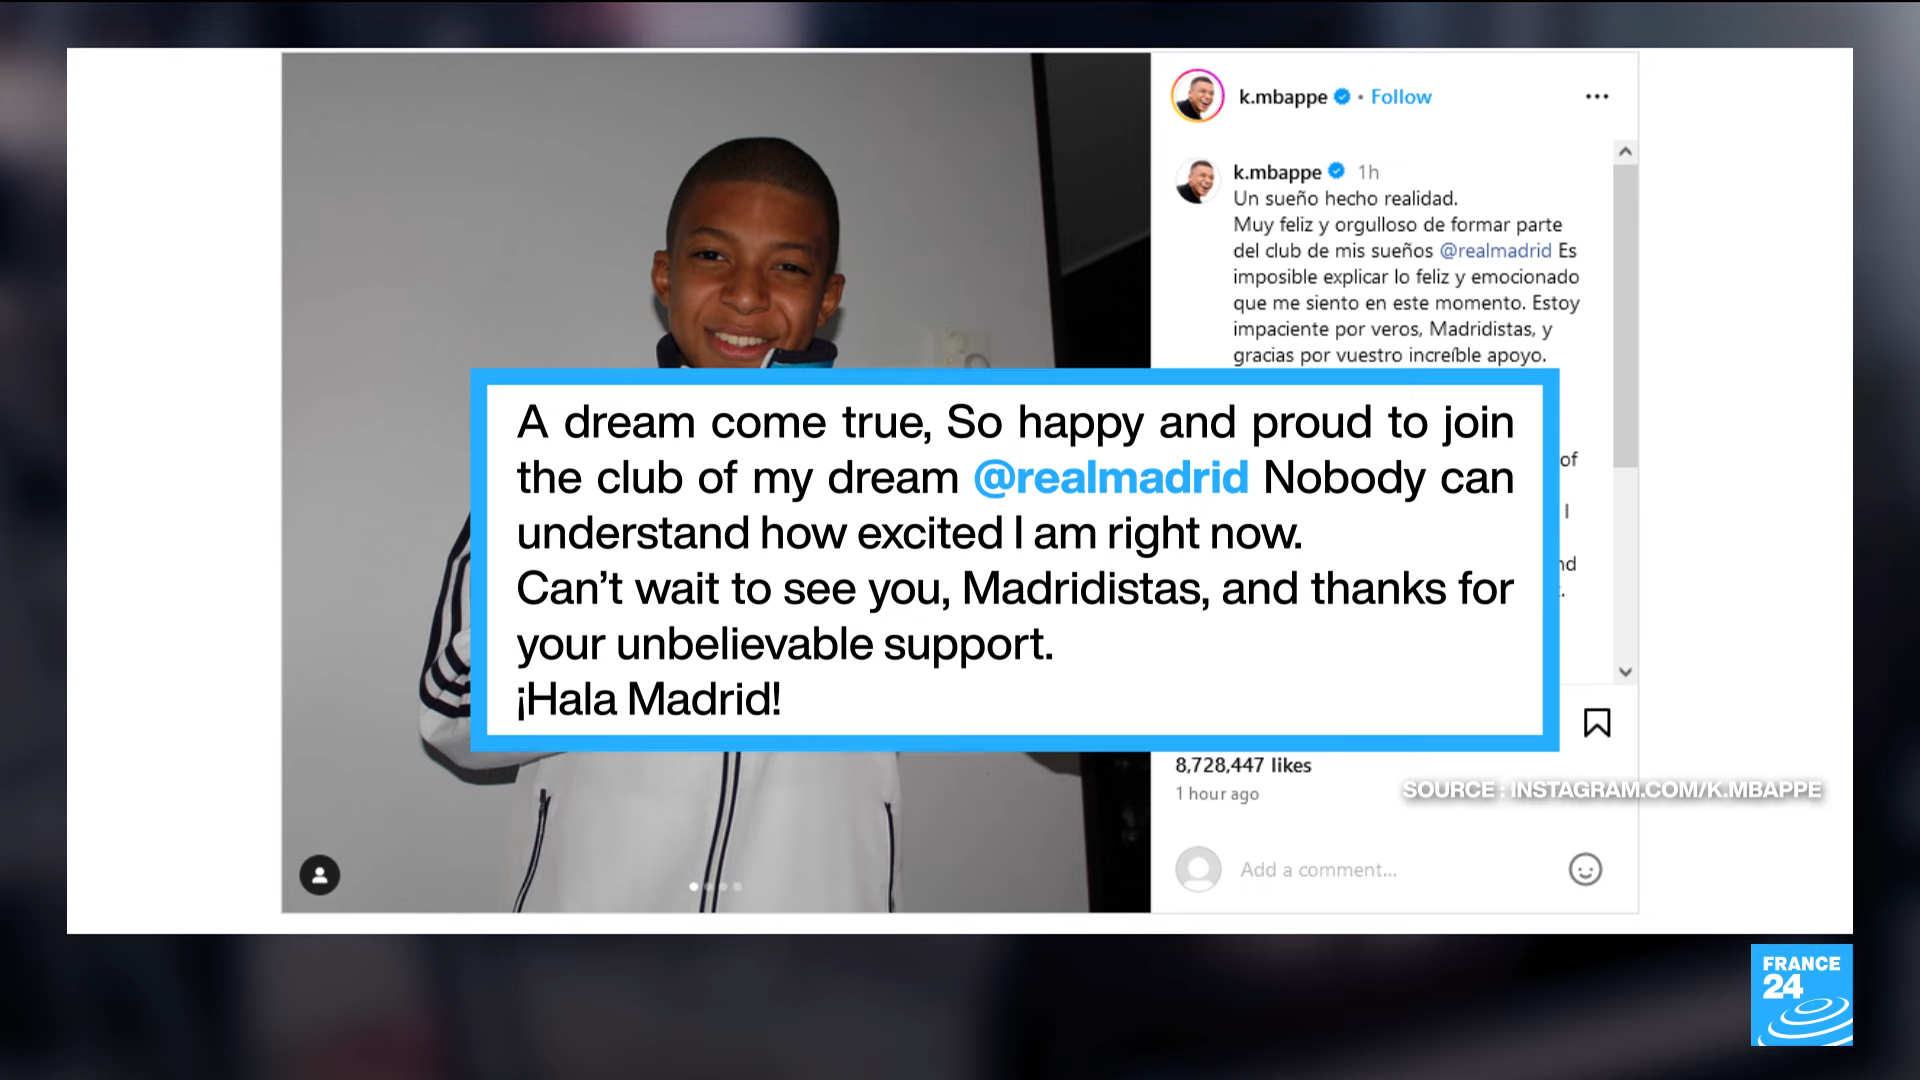 k.mbappe • Follow
k.mbappe 1h
Un sueño hecho realidad.
Muy feliz y orgulloso de formar parte
del club de mis sueños @realmadrid Es
imposible explicar lo feliz y emocionado
que me siento en este momento. Estoy
impaciente por veros, Madridistas, y
gracias por vuestro increíble apoyo.
A dream come true, So happy and proud to join
the club of my dream @realmadrid Nobody can
understand how excited I am right now.
Can't wait to see you, Madridistas, and thanks for
your unbelievable support.
¡Hala Madrid!
of
I
8,728,447 likes
1 hour ago
SOURCE : INSTAGRAM.COM/K.MBAPPE
Add a comment...
FRANCE
24